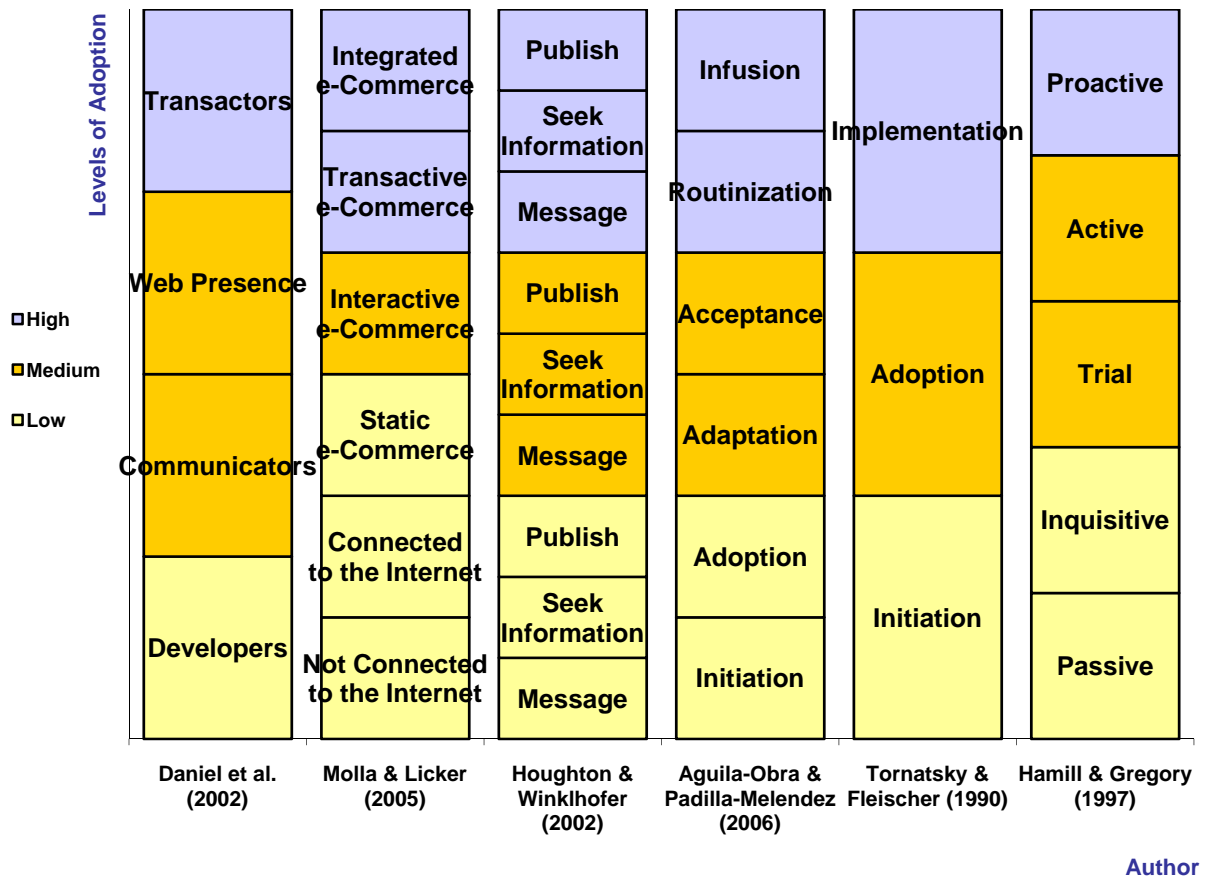 Levels of Adoption
High
Medium
Low
Transactors
Web Presence
Communicators
Developers
Integrated
e-Commerce
Transactive
e-Commerce
Interactive
e-Commerce
Static
e-Commerce
Connected
to the Internet
Not Connected
to the Internet
Publish
Seek
Information
Message
Publish
Seek
Information
Message
Publish
Seek
Information
Message
Infusion
Routinization
Acceptance
Adaptation
Adoption
Initiation
Implementation
Adoption
Initiation
Proactive
Active
Trial
Inquisitive
Passive
Daniel et al.
(2002)
Molla & Licker
(2005)
Houghton &
Winklhofer
(2002)
Aguila-Obra &
Padilla-Melendez
(2006)
Tornatsky &
Fleischer (1990)
Hamill & Gregory
(1997)
Author